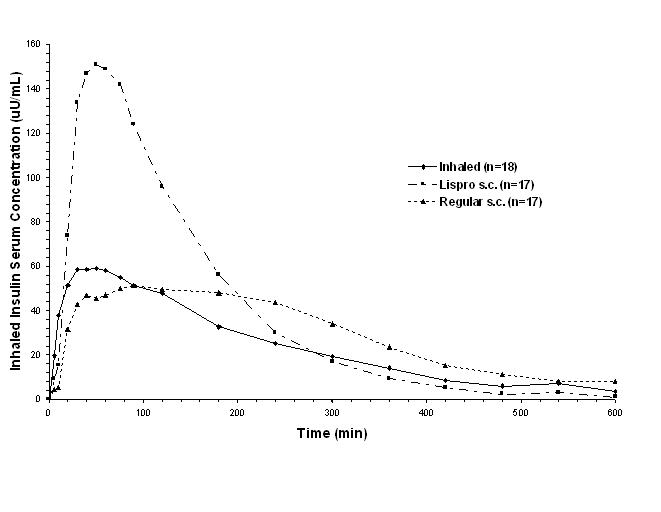 160
140
120
100
80
60
40
20
0
Inhaled Insulin Serum Concentration (uU/mL)
Inhaled (n=18)
Lispro s.c. (n=17)
Regular s.c. (n=17)
0 100 200 300 400 500 600
Time (min)